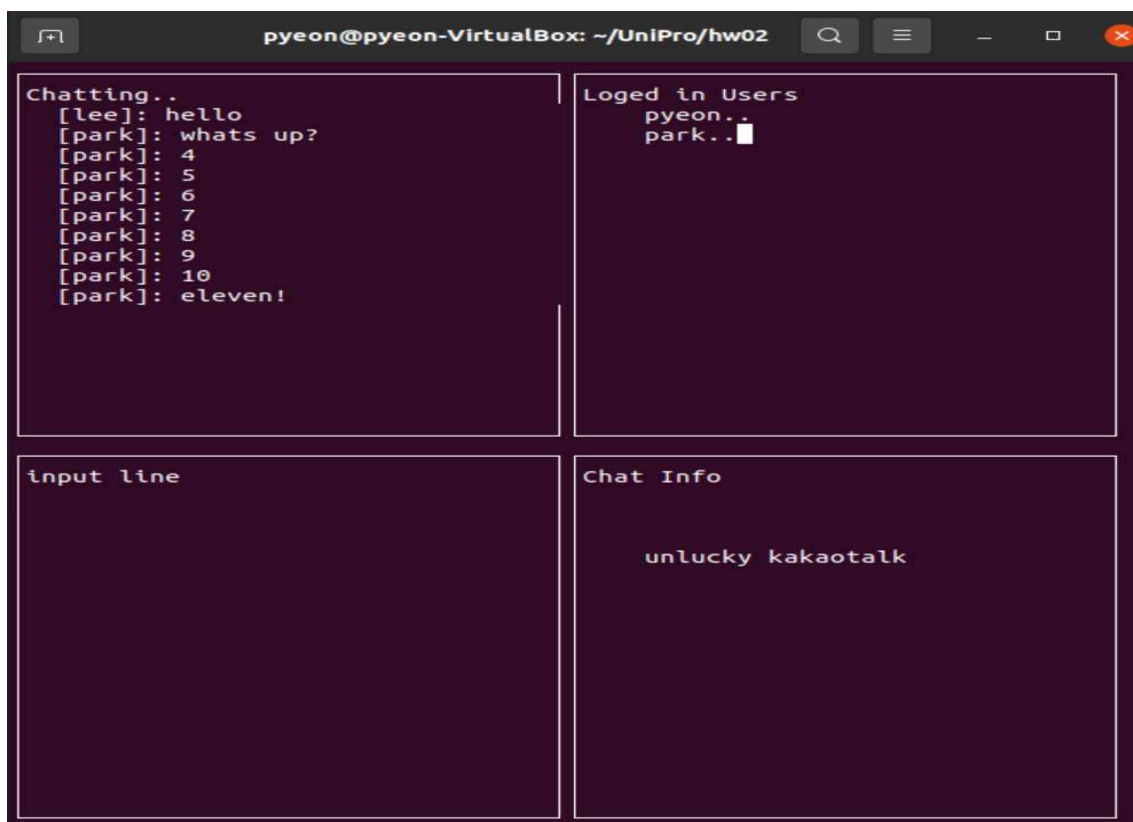 pyeon@pyeon-VirtualBox: ~/UniPro/hw02
Chatting..
[lee]: hello
[park]: whats up?
[park]: 4
[park]: 5
[park]: 6
[park]: 7
[park]: 8
[park]: 9
[park]: 10
[park]: eleven!
Loged in Users
pyeon..
park..
input line
Chat Info
unlucky kakaotalk